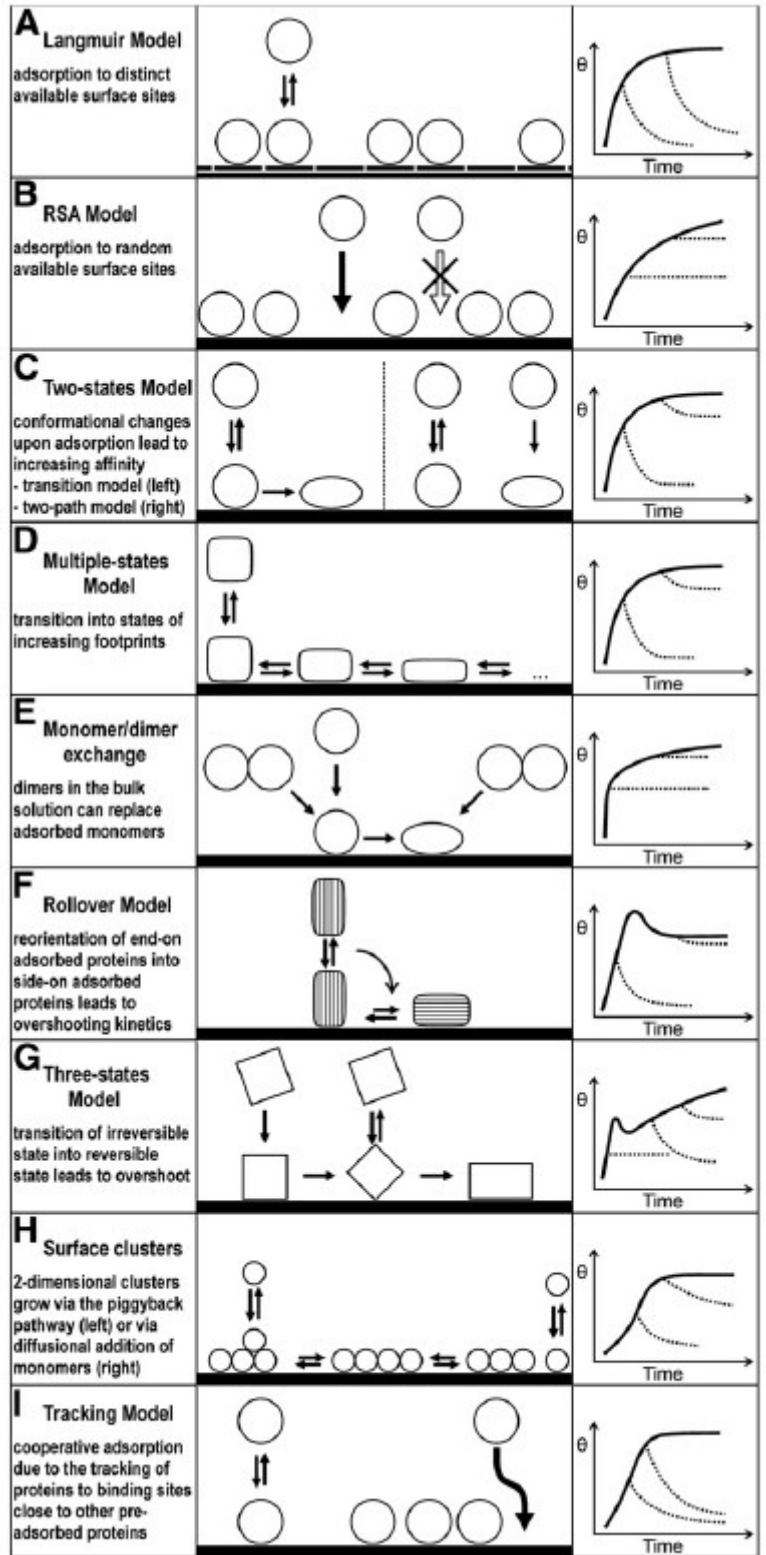 A Langmuir Model
adsorption to distinct
available surface sites
θ
Time
B RSA Model
adsorption to random
available surface sites
θ
Time
C Two-states Model
conformational changes
upon adsorption lead to
increasing affinity
- transition model (left)
- two-path model (right)
θ
Time
D Multiple-states
Model
transition into states of
increasing footprints
...
θ
Time
E Monomer/dimer
exchange
dimers in the bulk
solution can replace
adsorbed monomers
θ
Time
F Rollover Model
reorientation of end-on
adsorbed proteins into
side-on adsorbed
proteins leads to
overshooting kinetics
θ
Time
G Three-states
Model
transition of irreversible
state into reversible
state leads to overshoot
θ
Time
H Surface clusters
2-dimensional clusters
grow via the piggyback
pathway (left) or via
diffusional addition of
monomers (right)
θ
Time
I Tracking Model
cooperative adsorption
due to the tracking of
proteins to binding sites
close to other pre-
adsorbed proteins
θ
Time